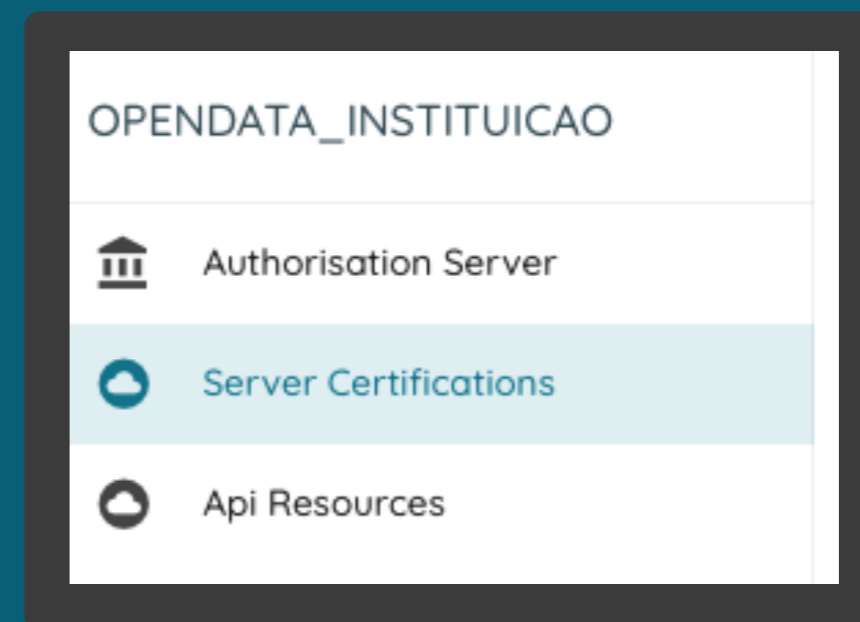 OPENDATA_INSTITUICAO
Authorisation Server
Server Certifications
Api Resources